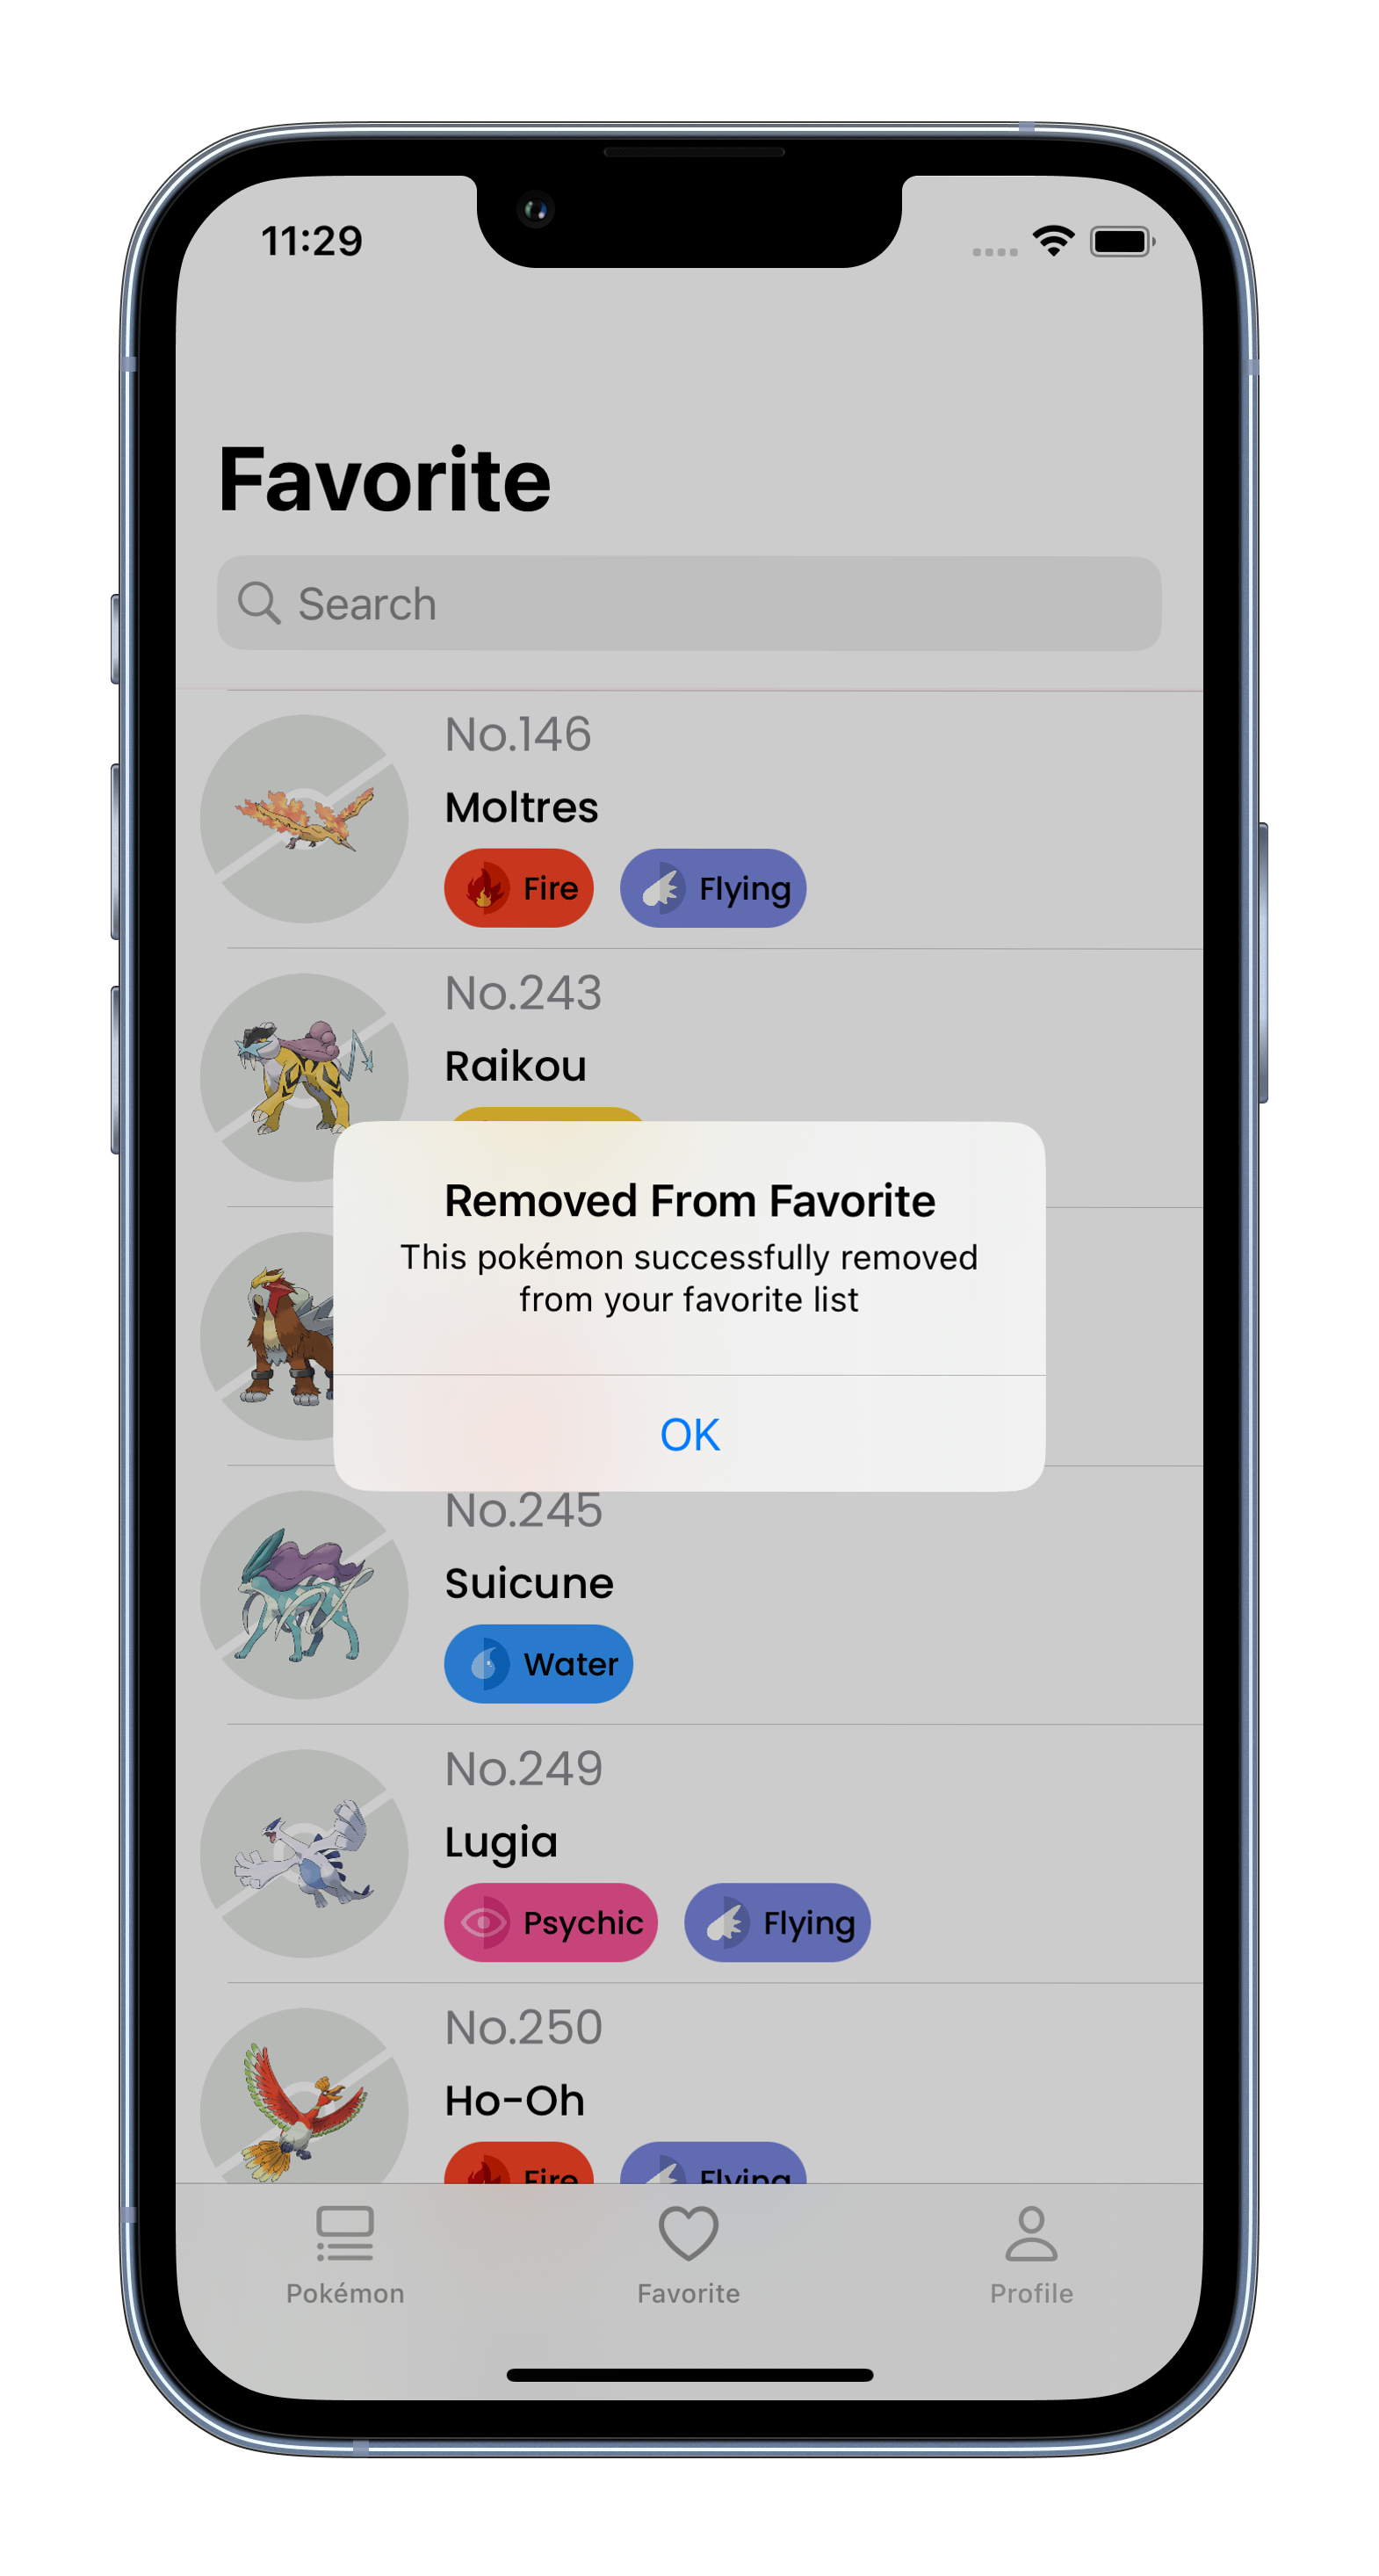 11:29
Favorite
Search
No.146
Moltres
Fire Flying
No.243
Raikou
Removed From Favorite
This pokémon successfully removed
from your favorite list
OK
No.245
Suicune
Water
No.249
Lugia
Psychic Flying
No.250
Ho-Oh
Fire Flying
Pokémon Favorite Profile